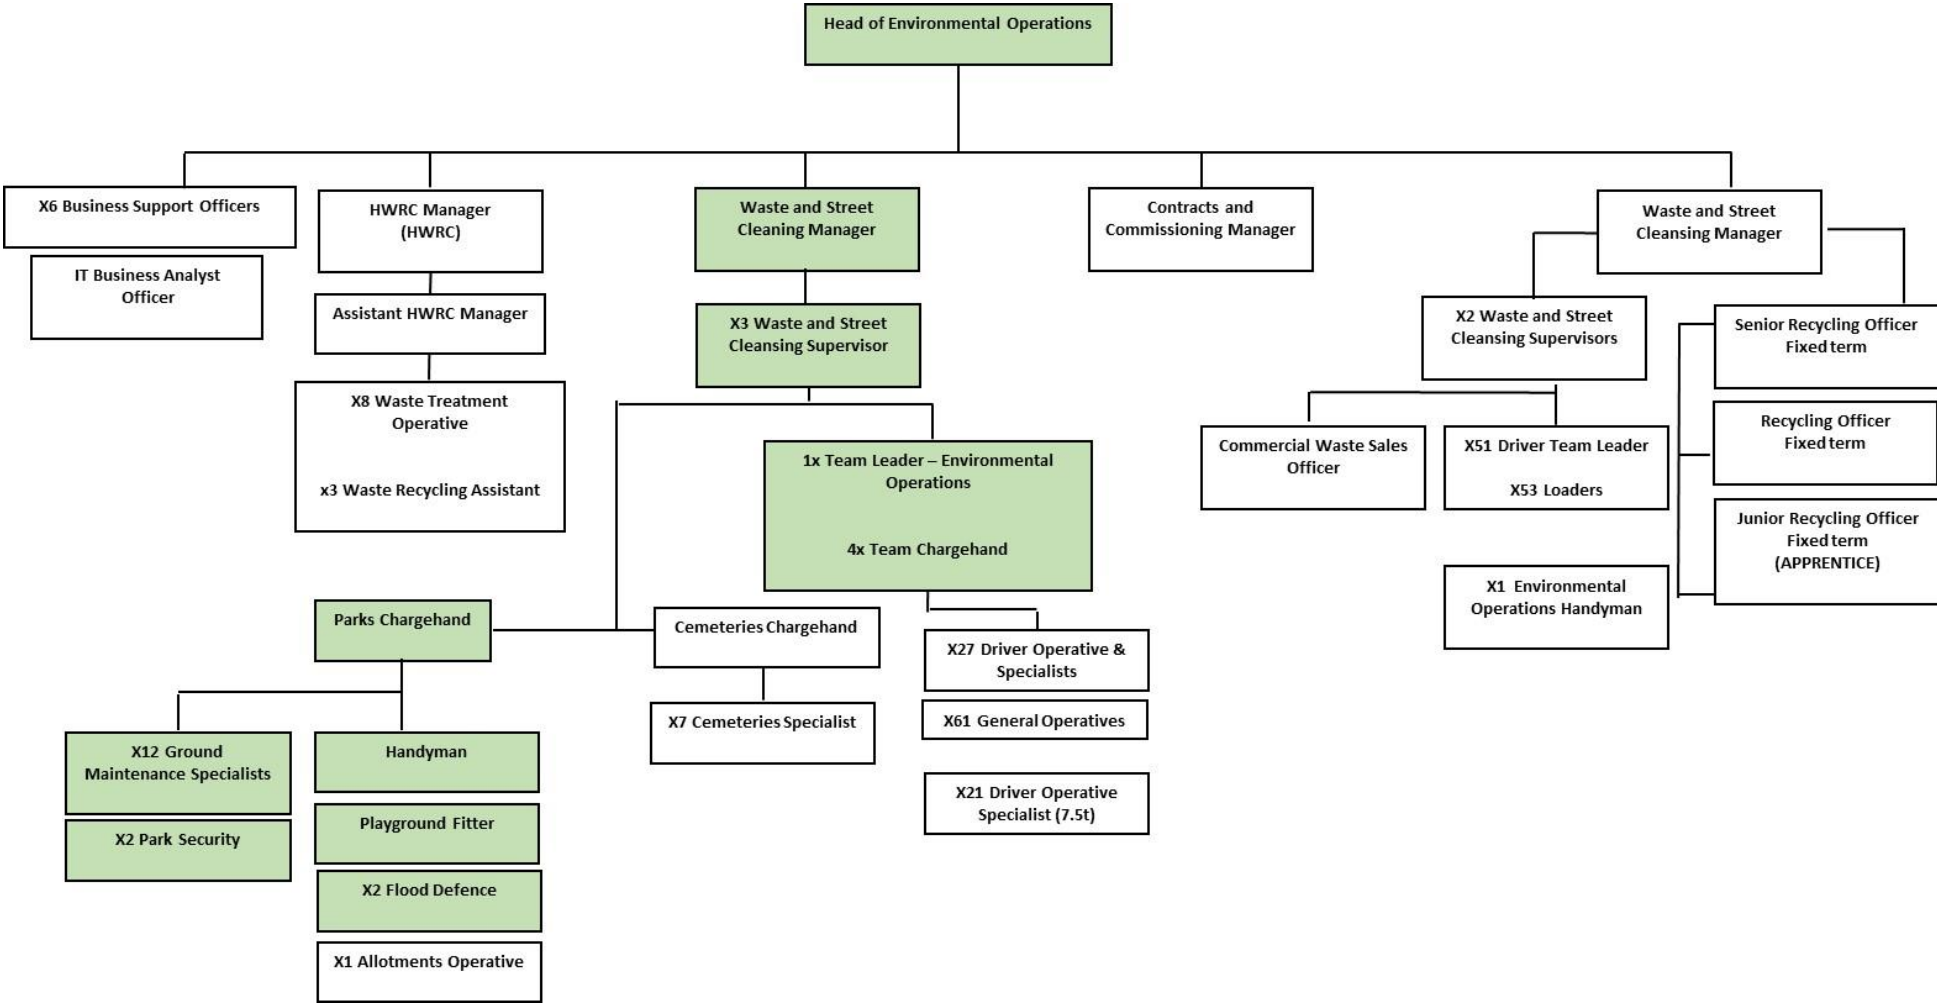 Head of Environmental Operations
X6 Business Support Officers
IT Business Analyst
Officer
HWRC Manager
(HWRC)
Assistant HWRC Manager
X8 Waste Treatment
Operative
x3 Waste Recycling Assistant
Waste and Street
Cleaning Manager
X3 Waste and Street
Cleansing Supervisor
1x Team Leader – Environmental
Operations
4x Team Chargehand
Contracts and
Commissioning Manager
Waste and Street
Cleansing Manager
X2 Waste and Street
Cleansing Supervisors
Senior Recycling Officer
Fixed term
Recycling Officer
Fixed term
Junior Recycling Officer
Fixed term
(APPRENTICE)
Commercial Waste Sales
Officer
X51 Driver Team Leader
X53 Loaders
X1 Environmental
Operations Handyman
Parks Chargehand
Cemeteries Chargehand
X7 Cemeteries Specialist
X27 Driver Operative &
Specialists
X61 General Operatives
X21 Driver Operative
Specialist (7.5t)
X12 Ground
Maintenance Specialists
X2 Park Security
Handyman
Playground Fitter
X2 Flood Defence
X1 Allotments Operative